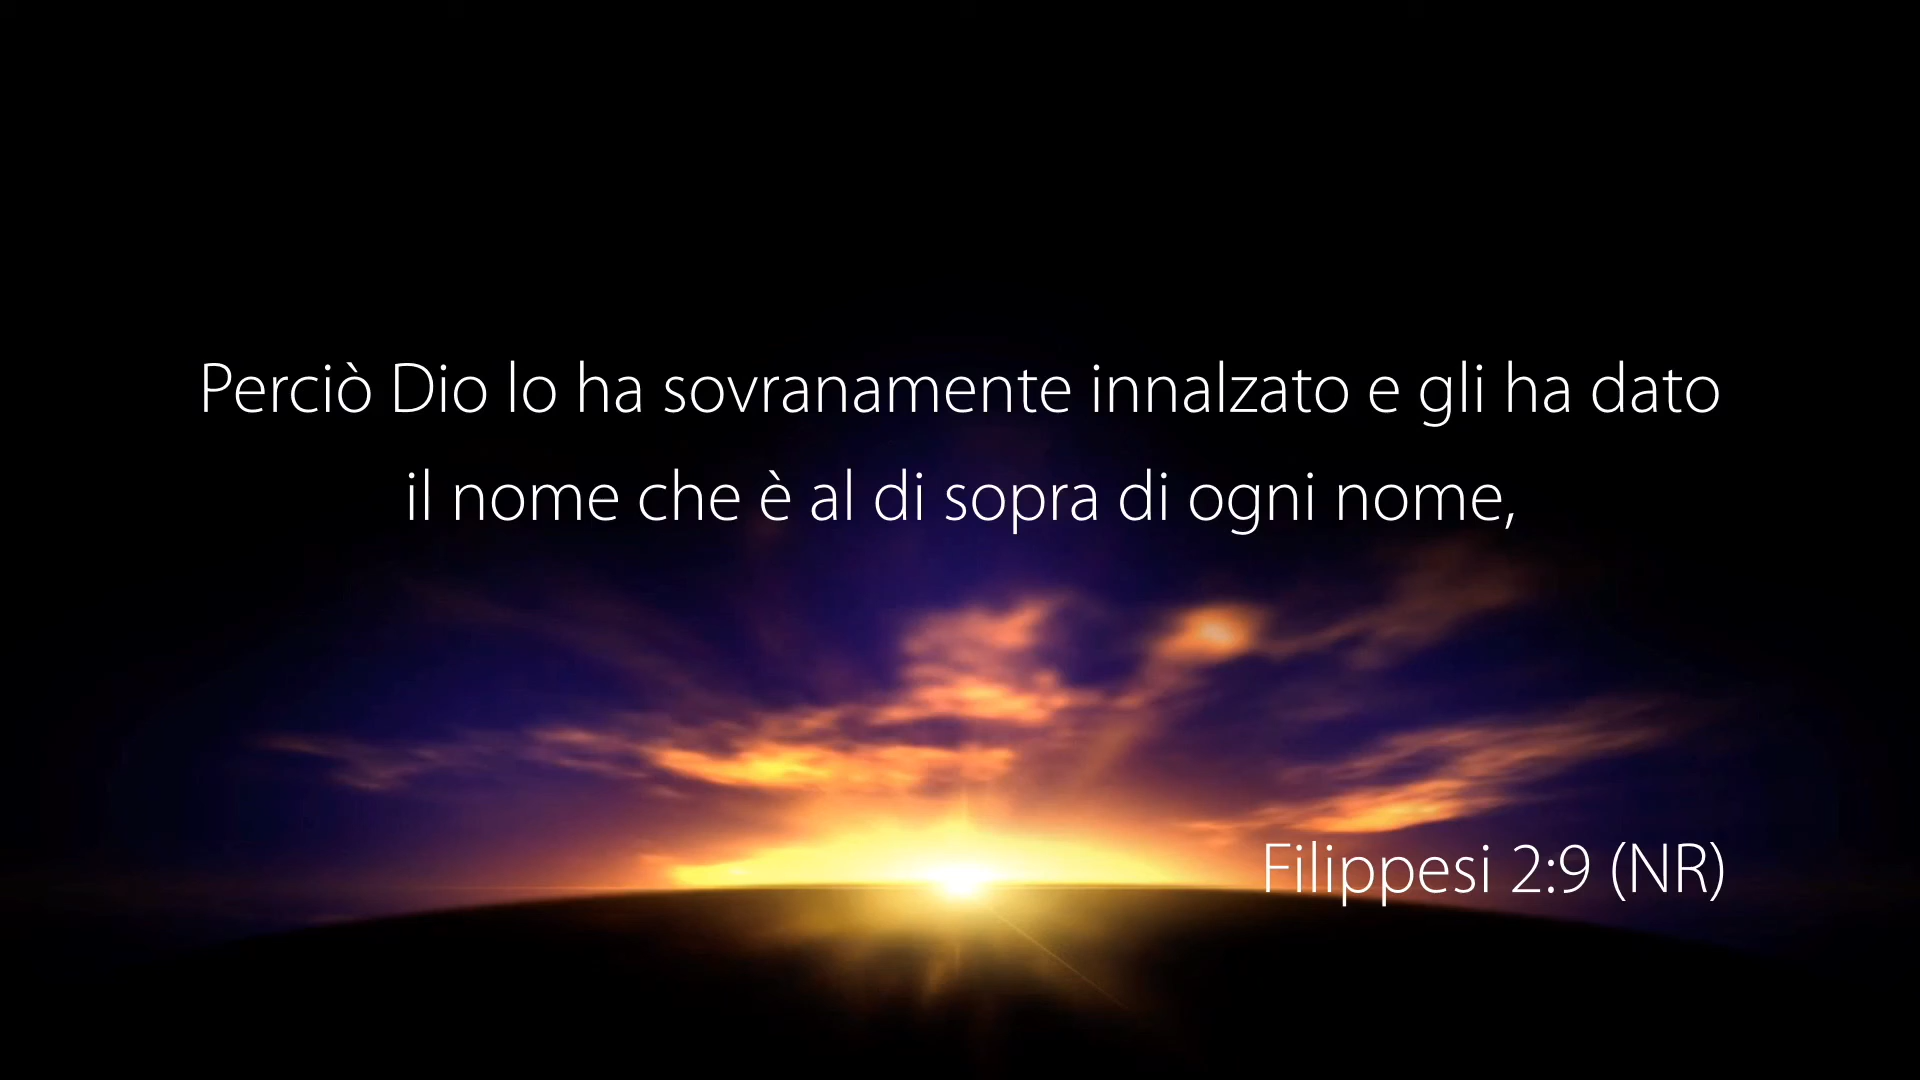 Perciò Dio lo ha sovranamente innalzato e gli ha dato
il nome che è al di sopra di ogni nome,
Filippesi 2:9 (NR)